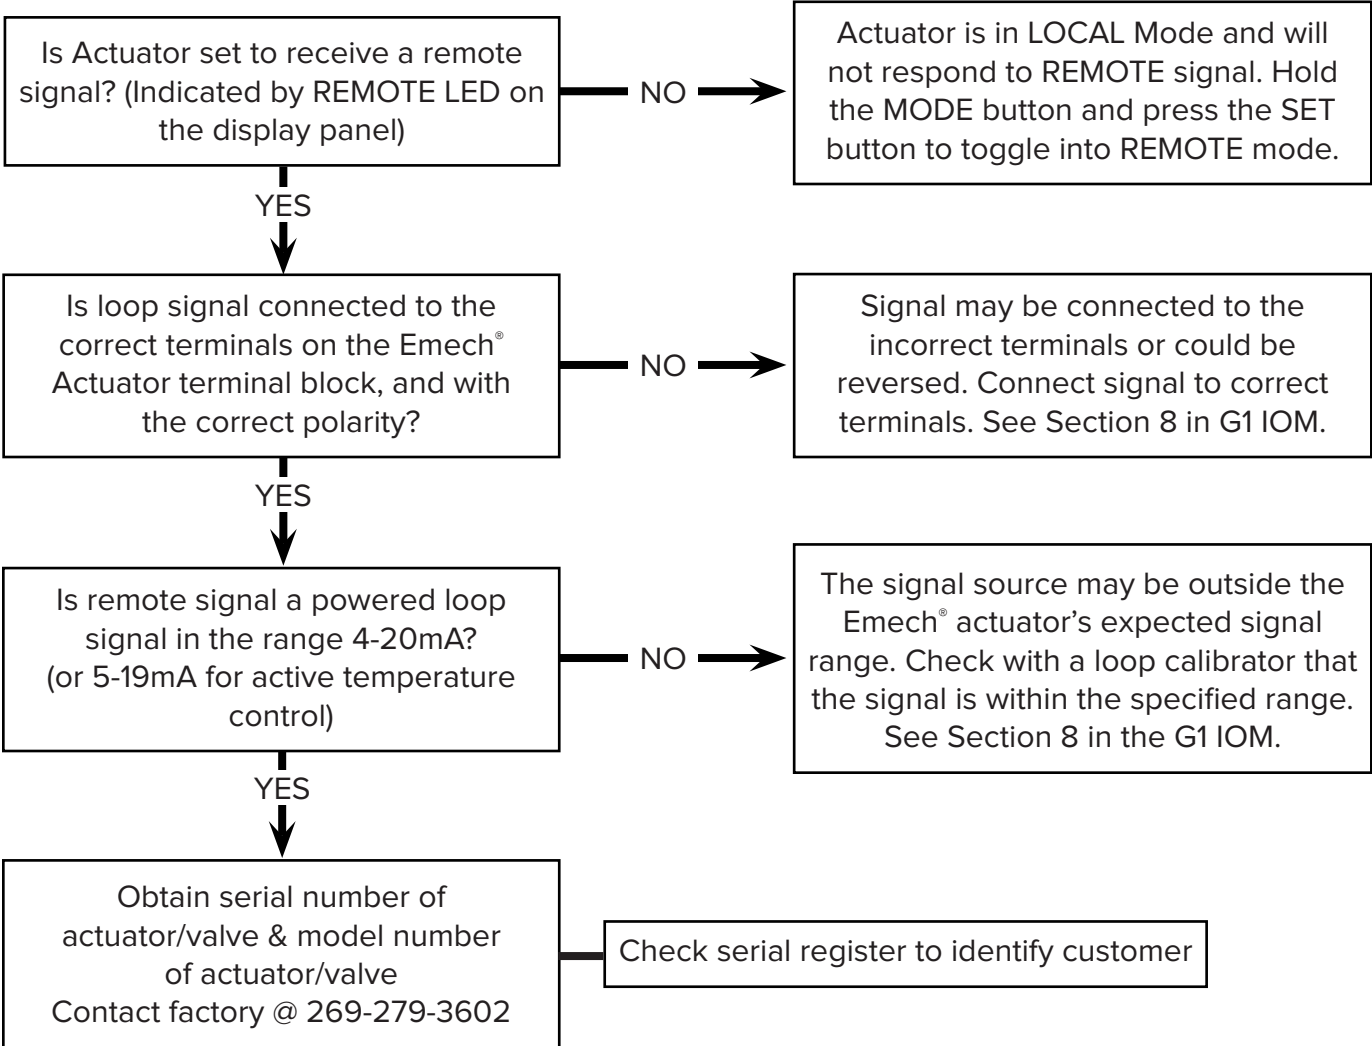 Is Actuator set to receive a remote
signal? (Indicated by REMOTE LED on
the display panel)
NO
Actuator is in LOCAL Mode and will
not respond to REMOTE signal. Hold
the MODE button and press the SET
button to toggle into REMOTE mode.
YES
Is loop signal connected to the
correct terminals on the Emech®
Actuator terminal block, and with
the correct polarity?
NO
Signal may be connected to the
incorrect terminals or could be
reversed. Connect signal to correct
terminals. See Section 8 in G1 IOM.
YES
Is remote signal a powered loop
signal in the range 4-20mA?
(or 5-19mA for active temperature
control)
NO
The signal source may be outside the
Emech® actuator’s expected signal
range. Check with a loop calibrator that
the signal is within the specified range.
See Section 8 in the G1 IOM.
YES
Obtain serial number of
actuator/valve & model number
of actuator/valve
Contact factory @ 269-279-3602
Check serial register to identify customer